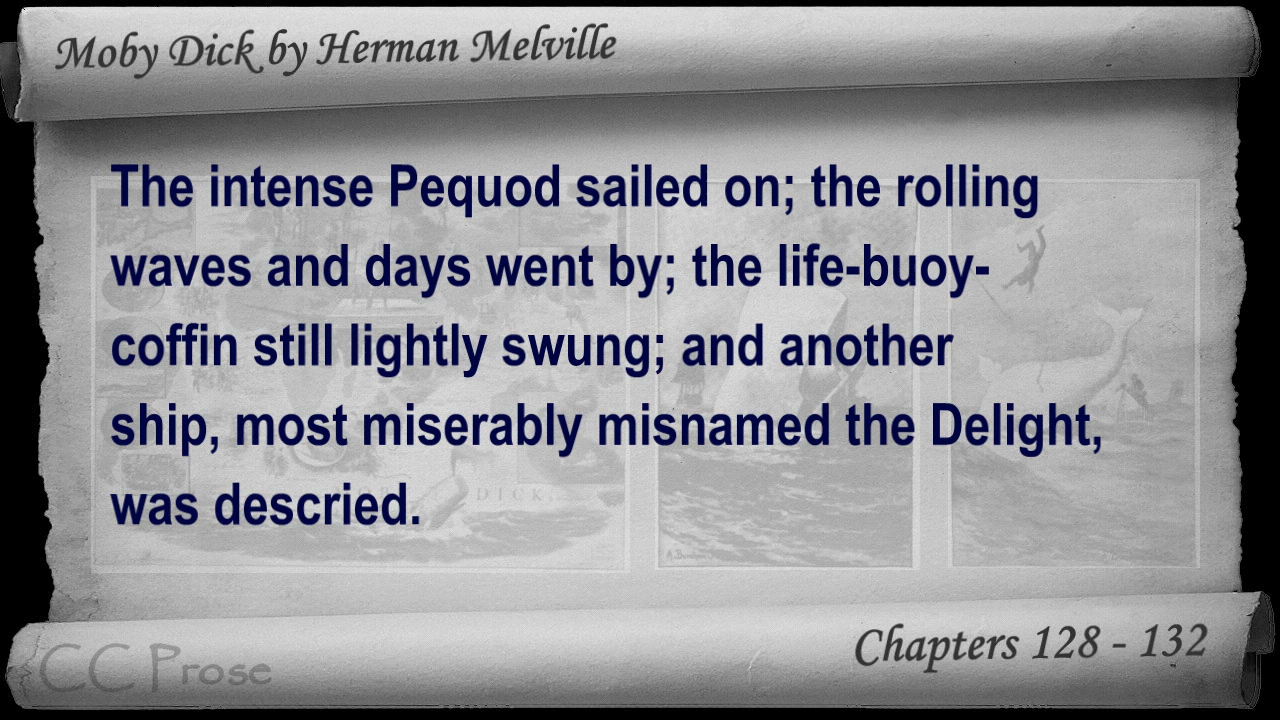 Moby Dick by Herman Melville
The intense Pequod sailed on; the rolling
waves and days went by; the life-buoy-
coffin still lightly swung; and another
ship, most miserably misnamed the Delight,
was descried.
DICK
Chapters 128 - 132
CC Prose